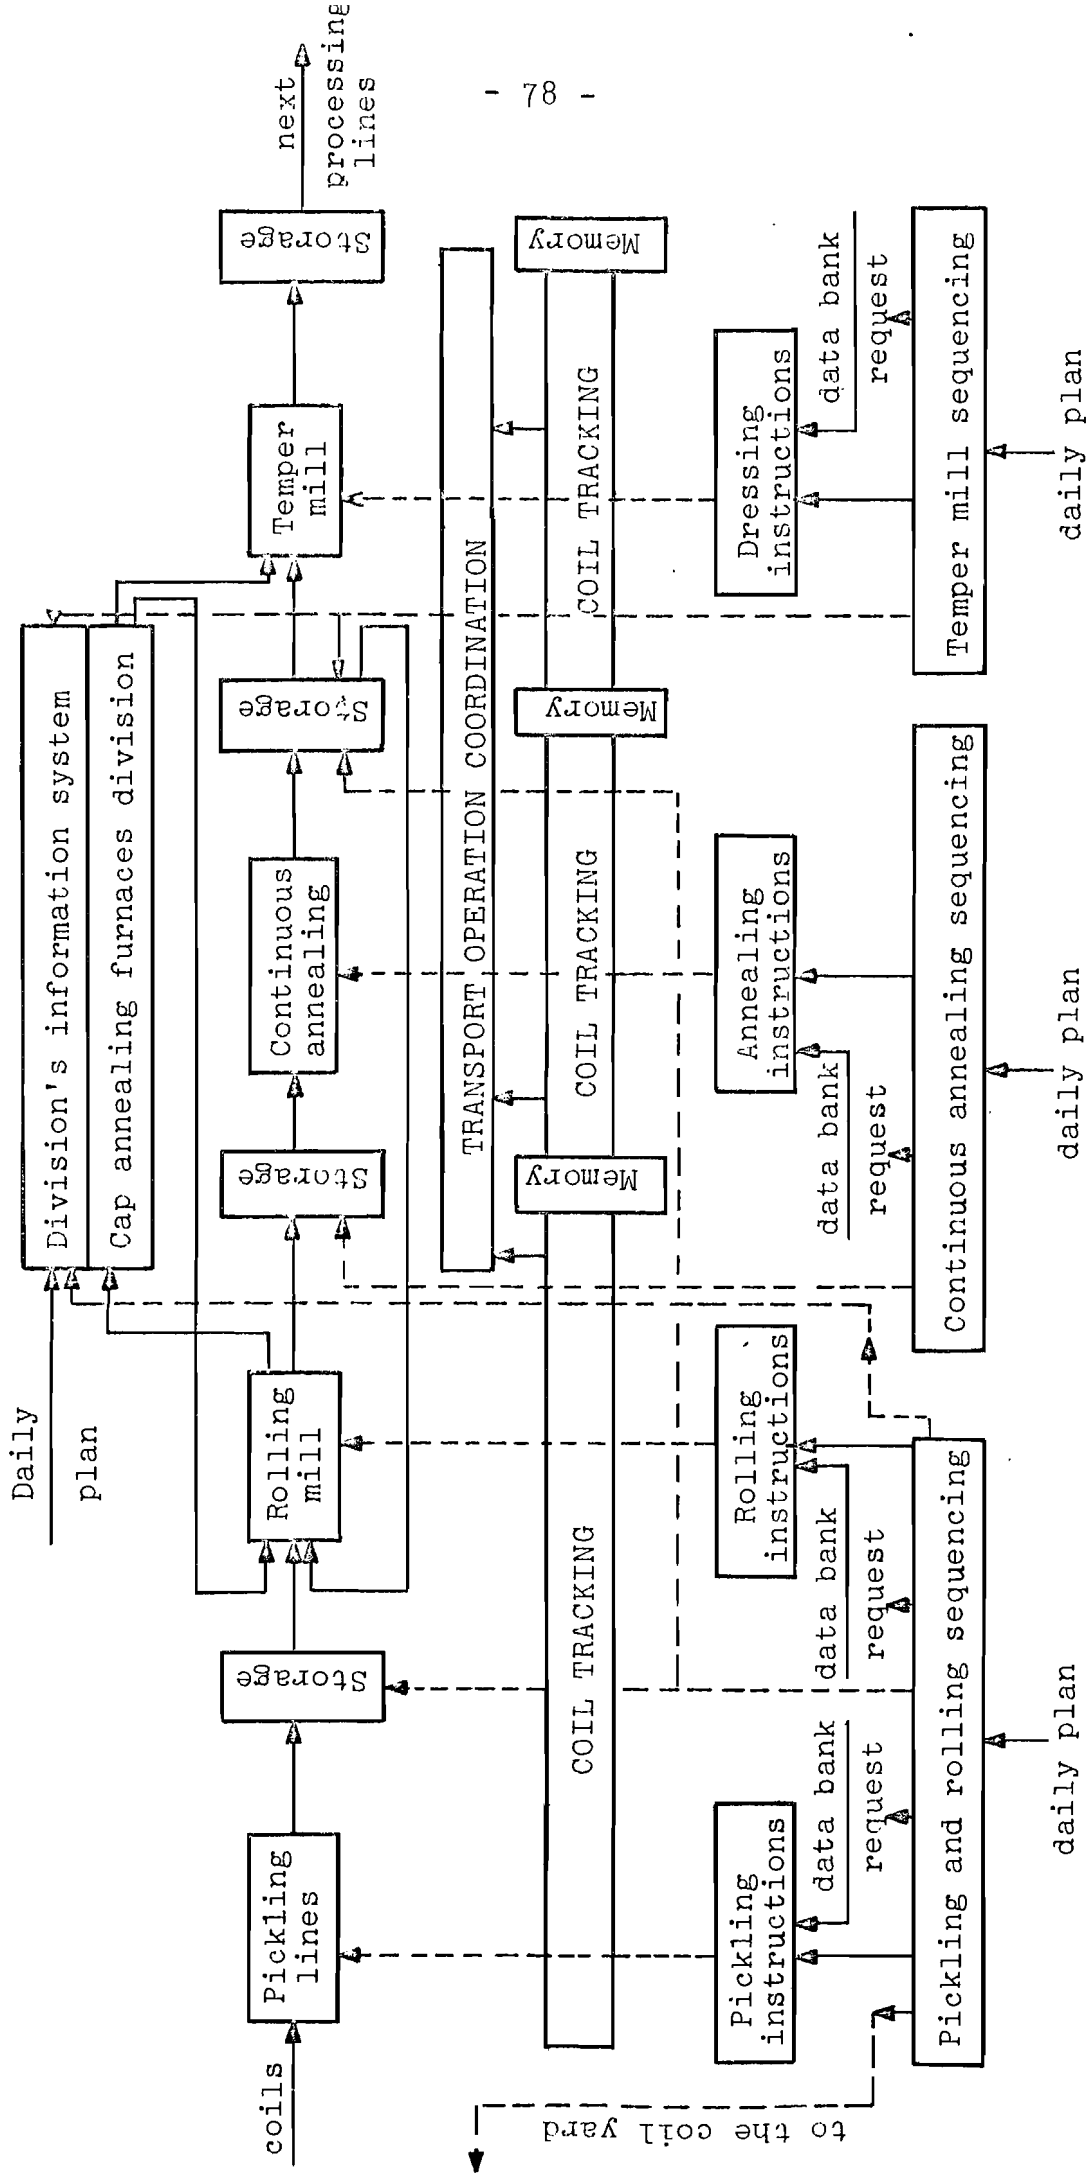 - 78 -
Daily
plan
Division's information system
Cap annealing furnaces division
coils
Pickling
lines
Storage
Rolling
mill
Storage
Continuous
annealing
Storage
Temper
mill
Storage
next
processing
lines
TRANSPORT OPERATION COORDINATION
COIL TRACKING
Memory
COIL TRACKING
Memory
COIL TRACKING
Memory
to the coil yard
Pickling
instructions
data bank
request
Rolling
instructions
data bank
request
Annealing
instructions
data bank
request
Dressing
instructions
data bank
request
Pickling and rolling sequencing
Continuous annealing sequencing
Temper mill sequencing
daily plan
daily plan
daily plan